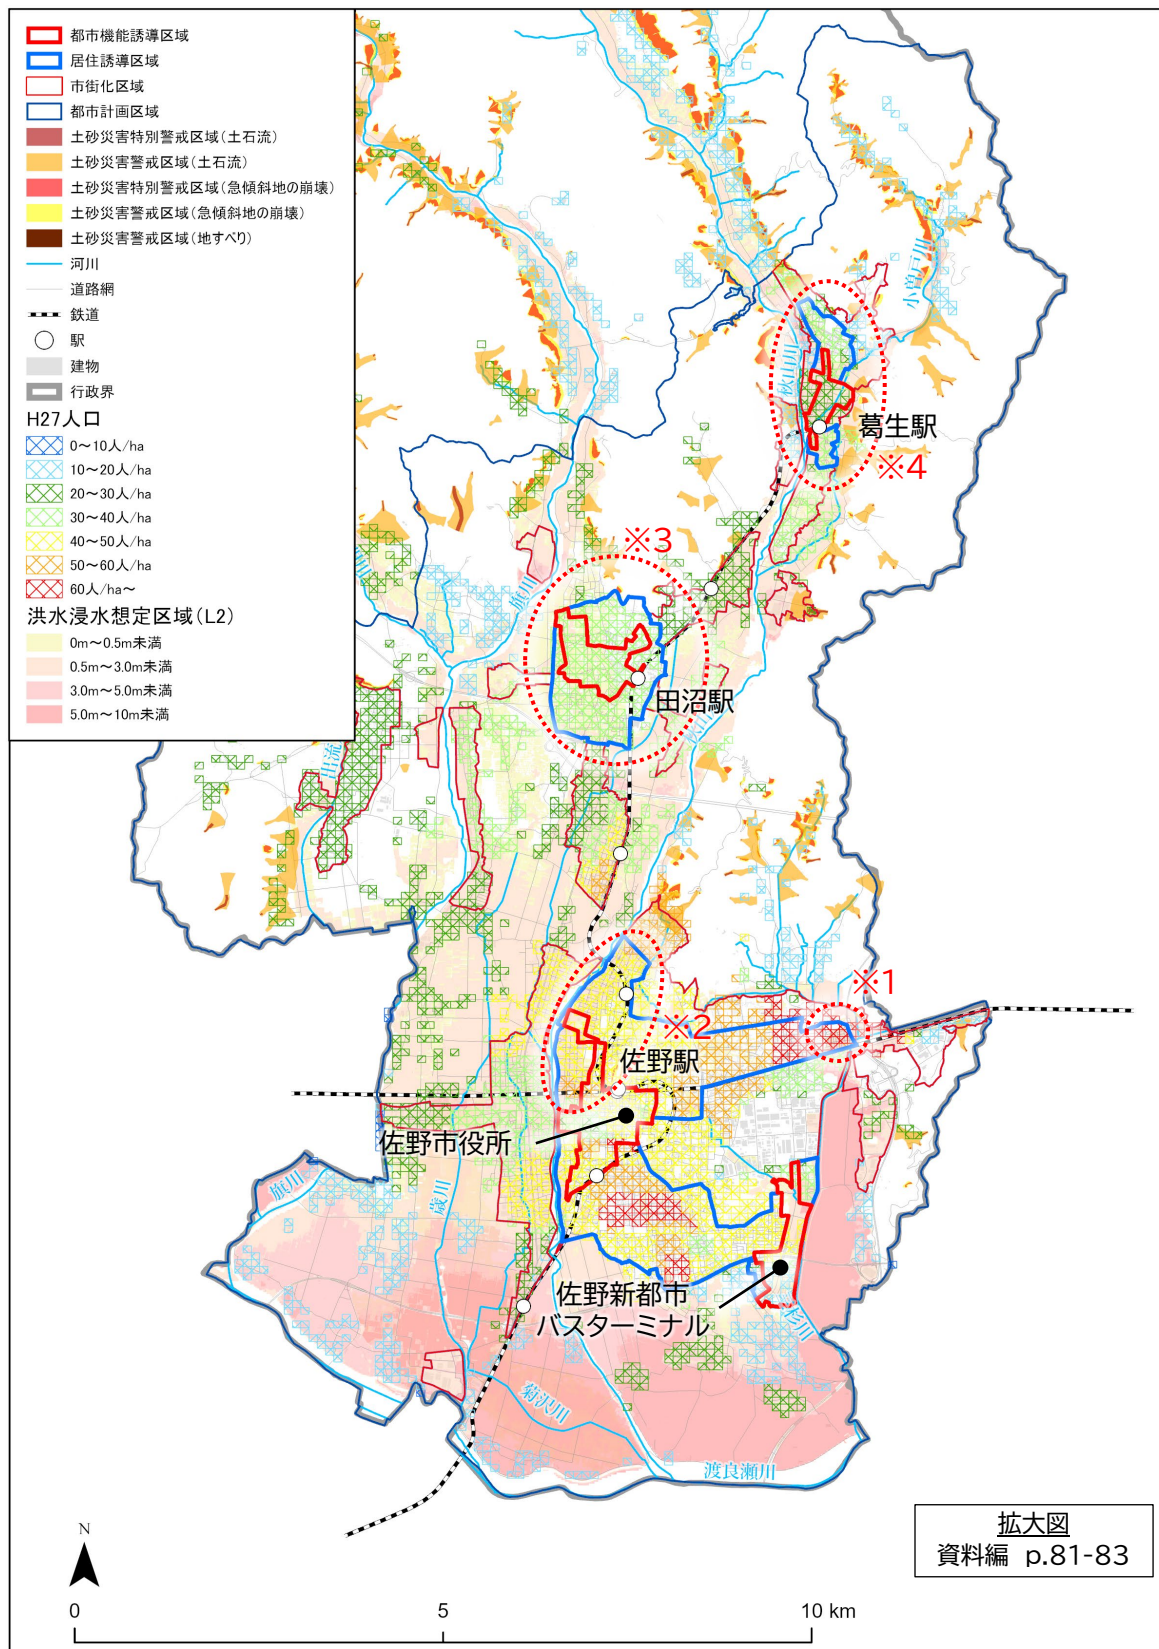 都市機能誘導区域
居住誘導区域
市街化区域
都市計画区域
土砂災害特別警戒区域(土石流)
土砂災害警戒区域(土石流)
土砂災害特別警戒区域(急傾斜地の崩壊)
土砂災害警戒区域(急傾斜地の崩壊)
土砂災害警戒区域(地すべり)
河川
道路網
鉄道
駅
建物
行政界
H27人口
0～10人/ha
10～20人/ha
20～30人/ha
30～40人/ha
40～50人/ha
50～60人/ha
60人/ha～
洪水浸水想定区域(L2)
0m～0.5m未満
0.5m～3.0m未満
3.0m～5.0m未満
5.0m～10m未満
秋山川
葛生駅
※4
※3
旗川
田沼駅
出流川
※1
※2
佐野駅
佐野市役所
旗川
佐野新都市
バスターミナル
杉川
菊沢川
渡良瀬川
拡大図
資料編 p.81-83
N
0
5
10 km